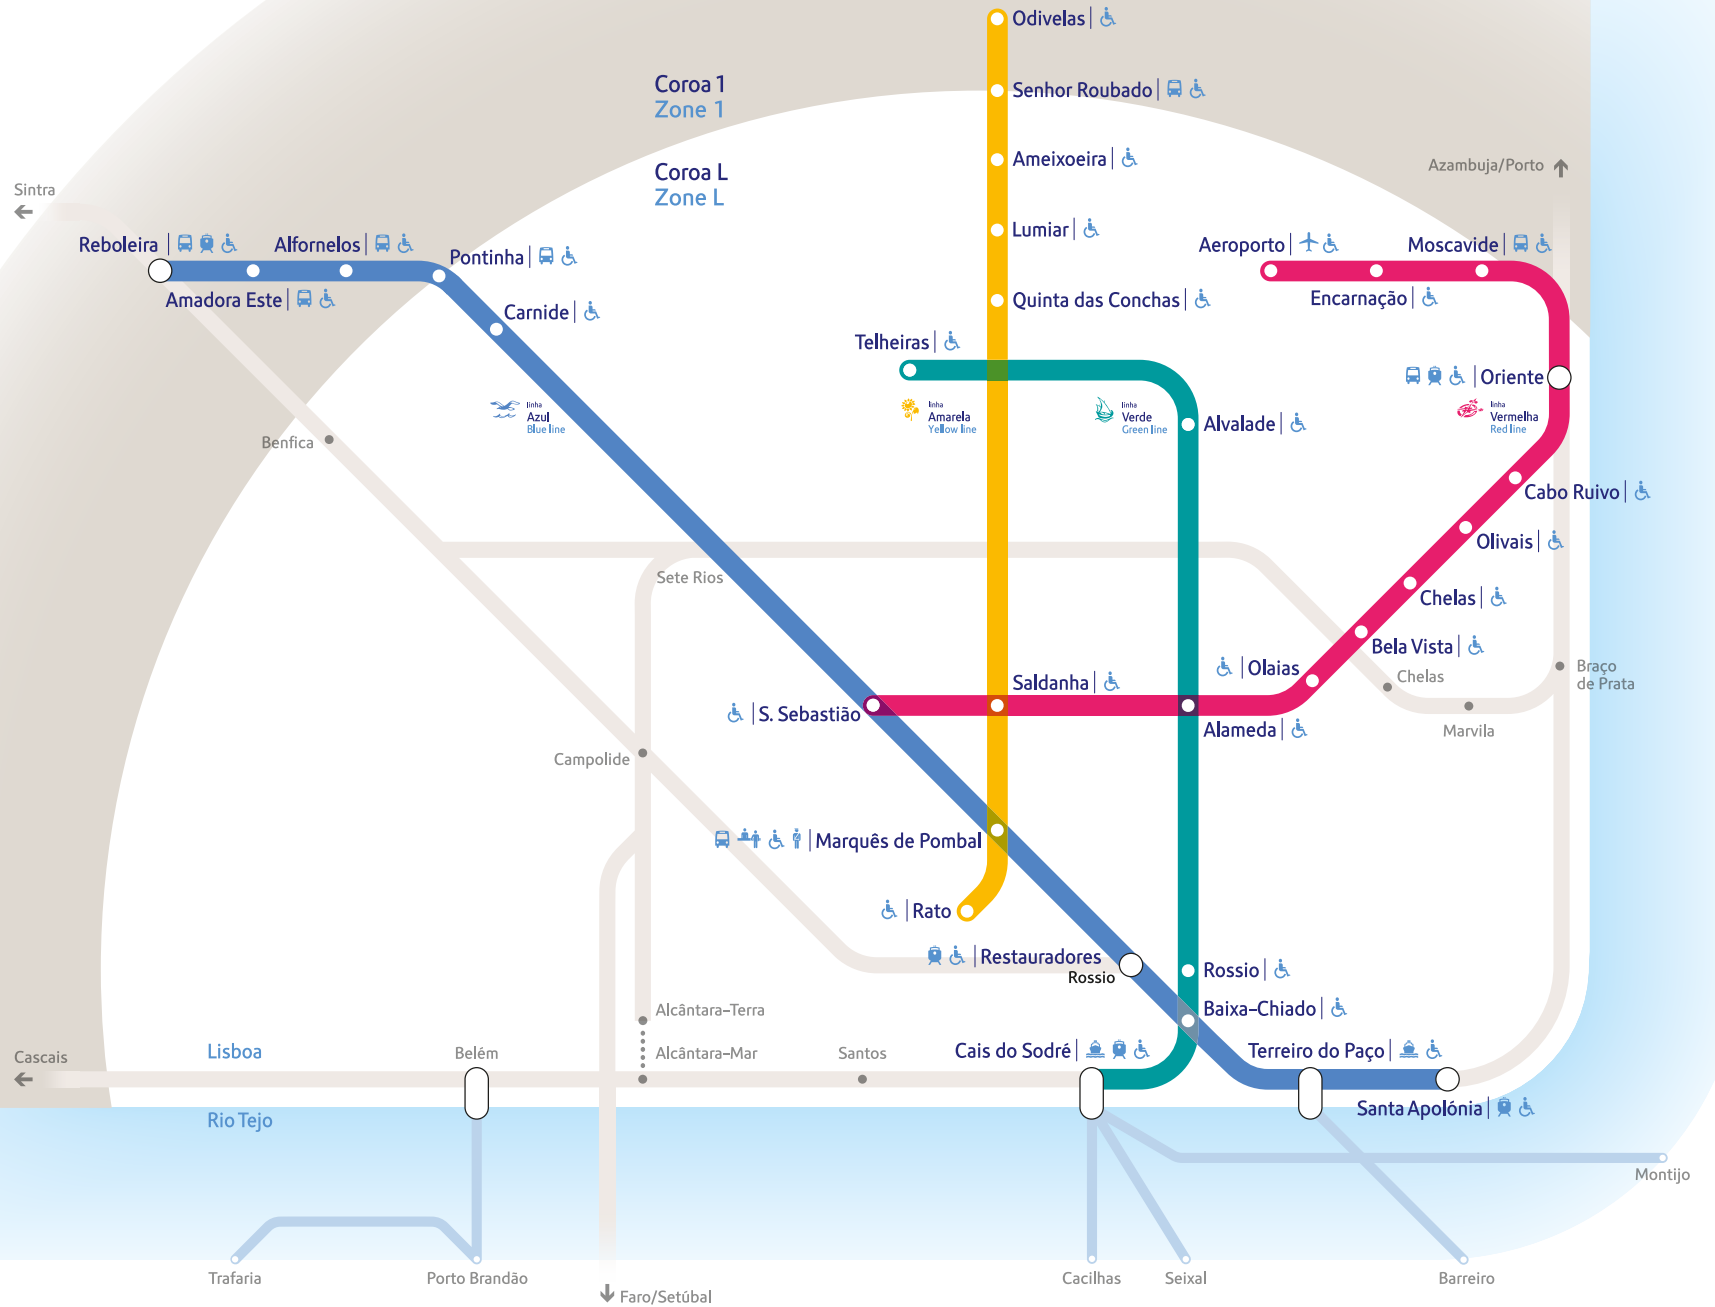 Odivelas
Coroa 1
Zone 1
Senhor Roubado
Ameixoeira
Azambuja/Porto
Coroa L
Zone L
Sintra
Lumiar
Reboleira
Alfornelos
Pontinha
Aeroporto
Moscavide
Amadora Este
Carnide
Quinta das Conchas
Encarnação
Telheiras
Oriente
linha
Azul
Blue line
linha
Amarela
Yellow line
linha
Verde
Green line
linha
Vermelha
Red line
Alvalade
Benfica
Cabo Ruivo
Olivais
Sete Rios
Chelas
Bela Vista
Olaias
Chelas
Braço
de Prata
Saldanha
S. Sebastião
Alameda
Marvila
Campolide
Marquês de Pombal
Rato
Restauradores
Rossio
Rossio
Baixa-Chiado
Alcântara-Terra
Lisboa
Cascais
Belém
Alcântara-Mar
Santos
Cais do Sodré
Terreiro do Paço
Santa Apolónia
Rio Tejo
Montijo
Trafaria
Porto Brandão
Cacilhas
Seixal
Barreiro
Faro/Setúbal